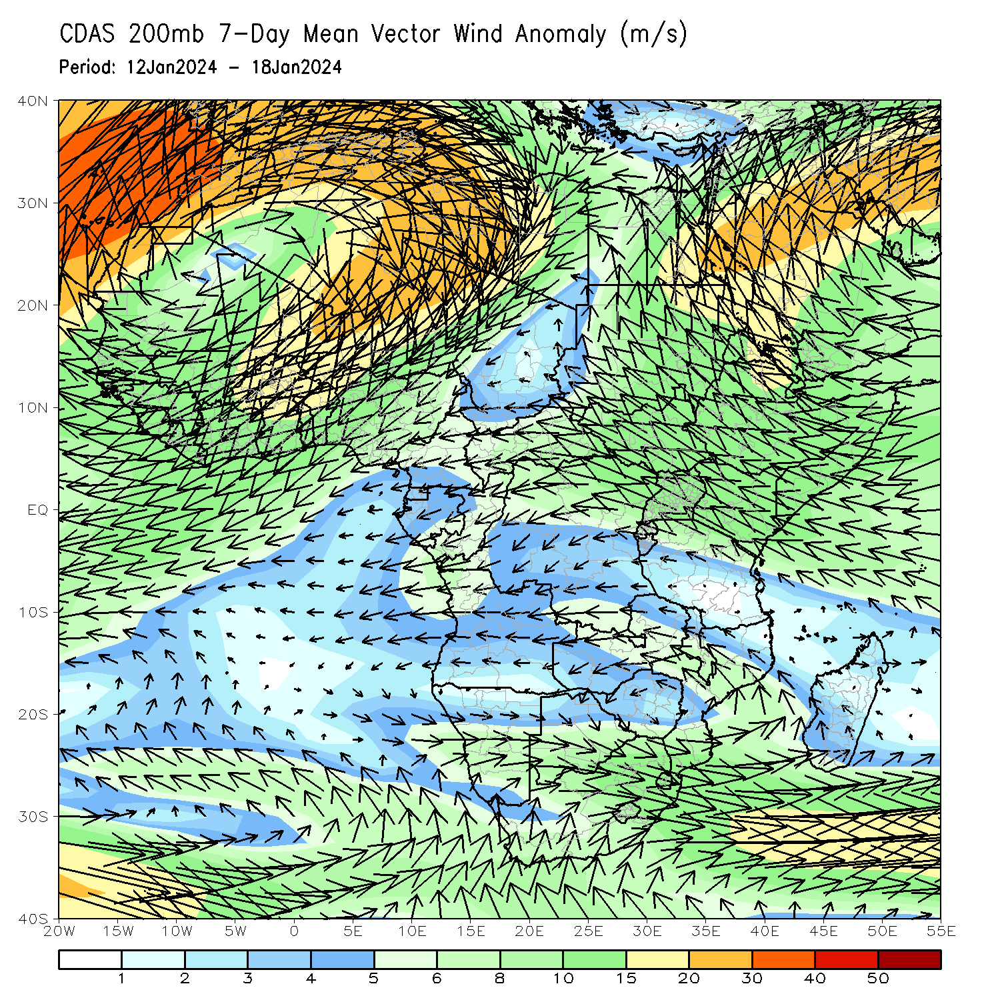 CDAS 200mb 7-Day Mean Vector Wind Anomaly (m/s)
Period: 12Jan2024 - 18Jan2024
40N
30N
20N
10N
EQ
10S
20S
30S
40S
20W 15W 10W 5W 0 5E 10E 15E 20E 25E 30E 35E 40E 45E 50E 55E
1 2 3 4 5 6 8 10 15 20 30 40 50